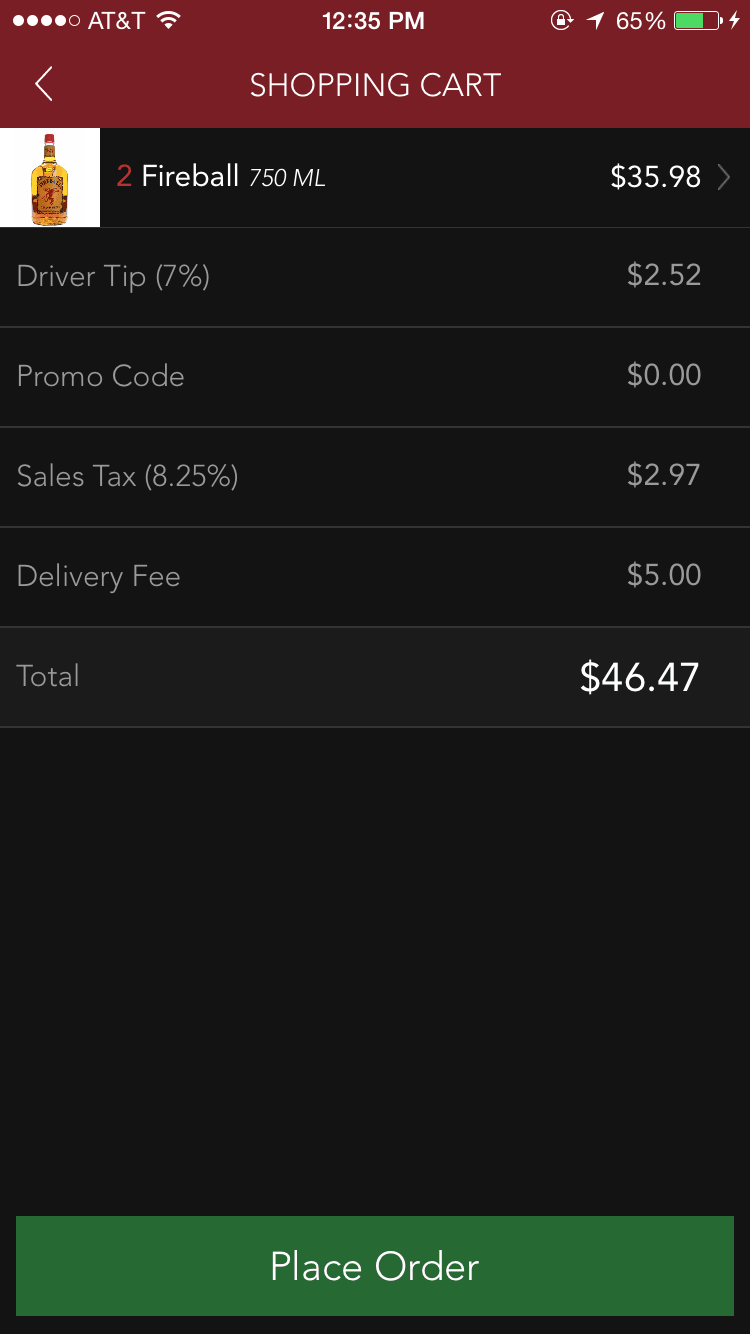 AT&T 12:35 PM 65%
SHOPPING CART
2 Fireball 750 ML $35.98
Driver Tip (7%) $2.52
Promo Code $0.00
Sales Tax (8.25%) $2.97
Delivery Fee $5.00
Total $46.47
Place Order